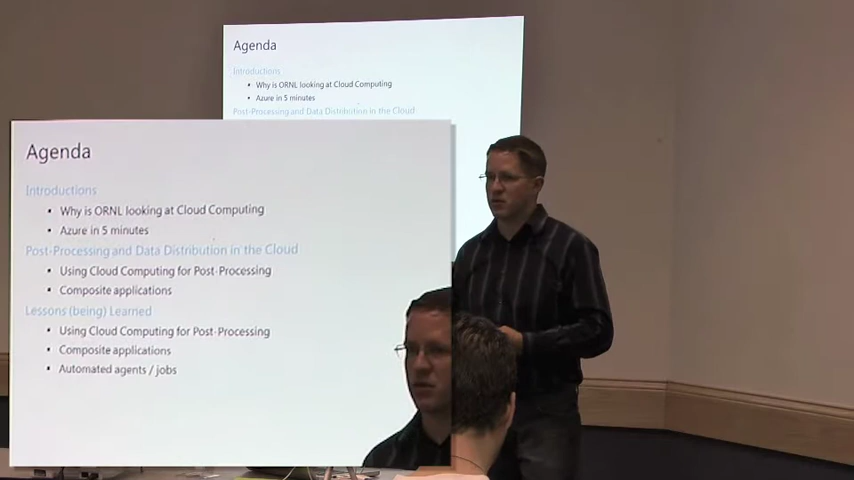 Agenda
Introductions
• Why is ORNL looking at Cloud Computing
• Azure in 5 minutes
Post-Processing and Data Distribution in the Cloud
Agenda
Introductions
• Why is ORNL looking at Cloud Computing
• Azure in 5 minutes
Post-Processing and Data Distribution in the Cloud
• Using Cloud Computing for Post-Processing
• Composite applications
Lessons (being) Learned
• Using Cloud Computing for Post-Processing
• Composite applications
• Automated agents / jobs